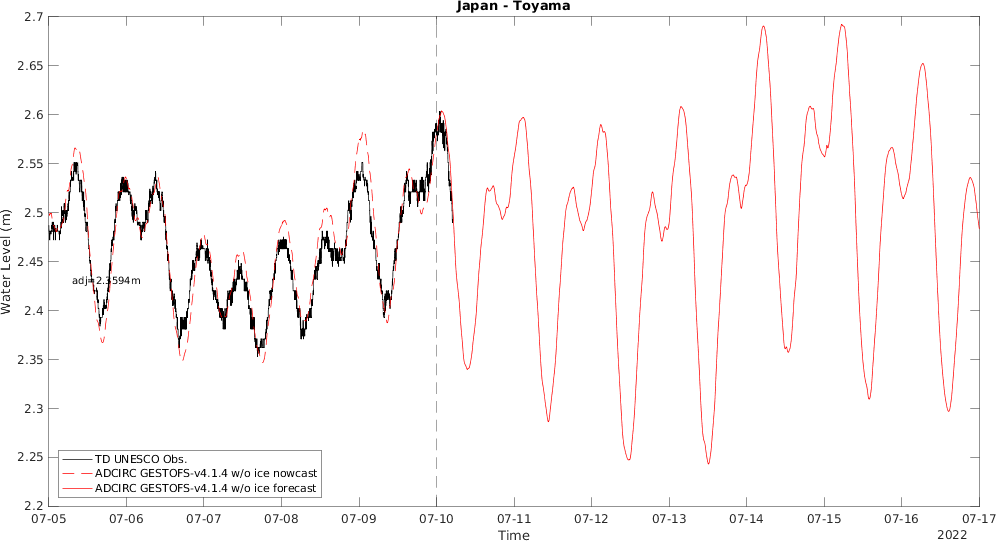 Japan - Toyama
Water Level (m)
2.7
2.65
2.6
2.55
2.5
2.45
2.4
2.35
2.3
2.25
2.2
adj=2.3594m
TD UNESCO Obs.
ADCIRC GESTOFS-v4.1.4 w/o ice nowcast
ADCIRC GESTOFS-v4.1.4 w/o ice forecast
07-05 07-06 07-07 07-08 07-09 07-10 07-11 07-12 07-13 07-14 07-15 07-16 07-17
Time
2022